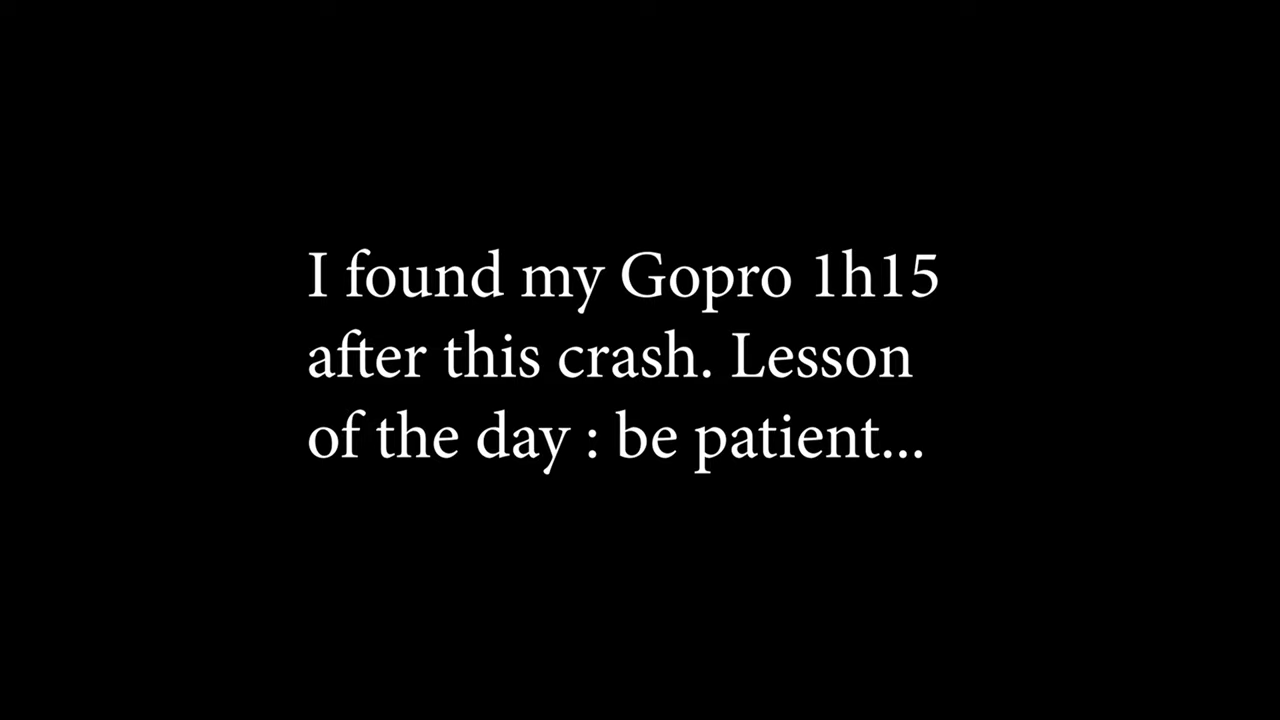 I found my Gopro 1h15
after this crash. Lesson
of the day : be patient...